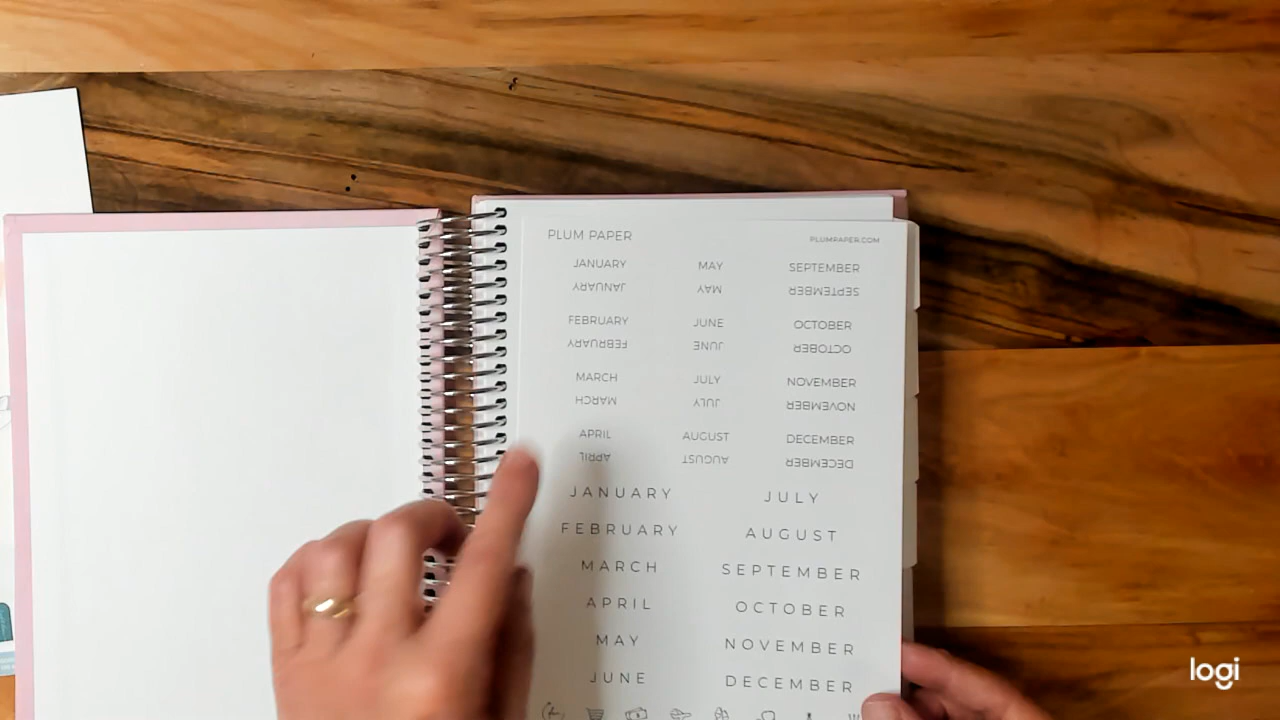 PLUM PAPER PLUMPAPER.COM
JANUARY MAY SEPTEMBER
JANUARY MAY SEPTEMBER
FEBRUARY JUNE OCTOBER
FEBRUARY JUNE OCTOBER
MARCH JULY NOVEMBER
MARCH JULY NOVEMBER
APRIL AUGUST DECEMBER
APRIL AUGUST DECEMBER
JANUARY JULY
FEBRUARY AUGUST
MARCH SEPTEMBER
APRIL OCTOBER
MAY NOVEMBER
JUNE DECEMBER
logi